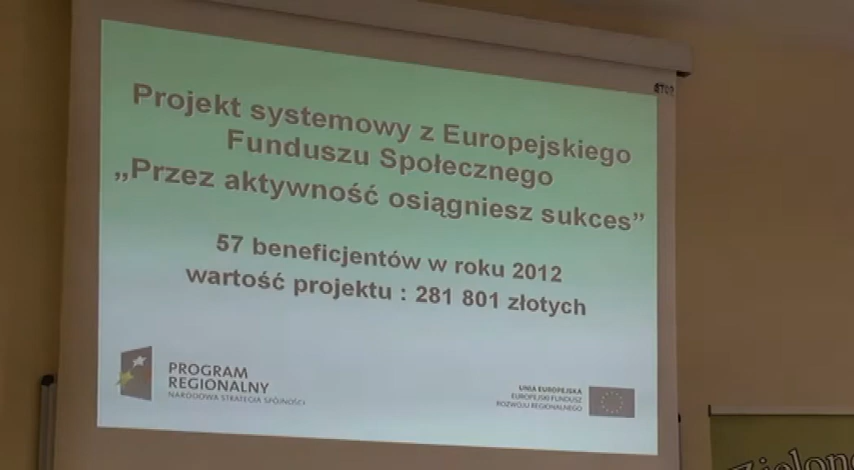 Projekt systemowy z Europejskiego
Funduszu Społecznego
„Przez aktywność osiągniesz sukces”
57 beneficjentów w roku 2012
wartość projektu : 281 801 złotych
PROGRAM
REGIONALNY
NARODOWA STRATEGIA SPÓJNOŚCI
UNIA EUROPEJSKA
EUROPEJSKI FUNDUSZ
ROZWOJU REGIONALNEGO